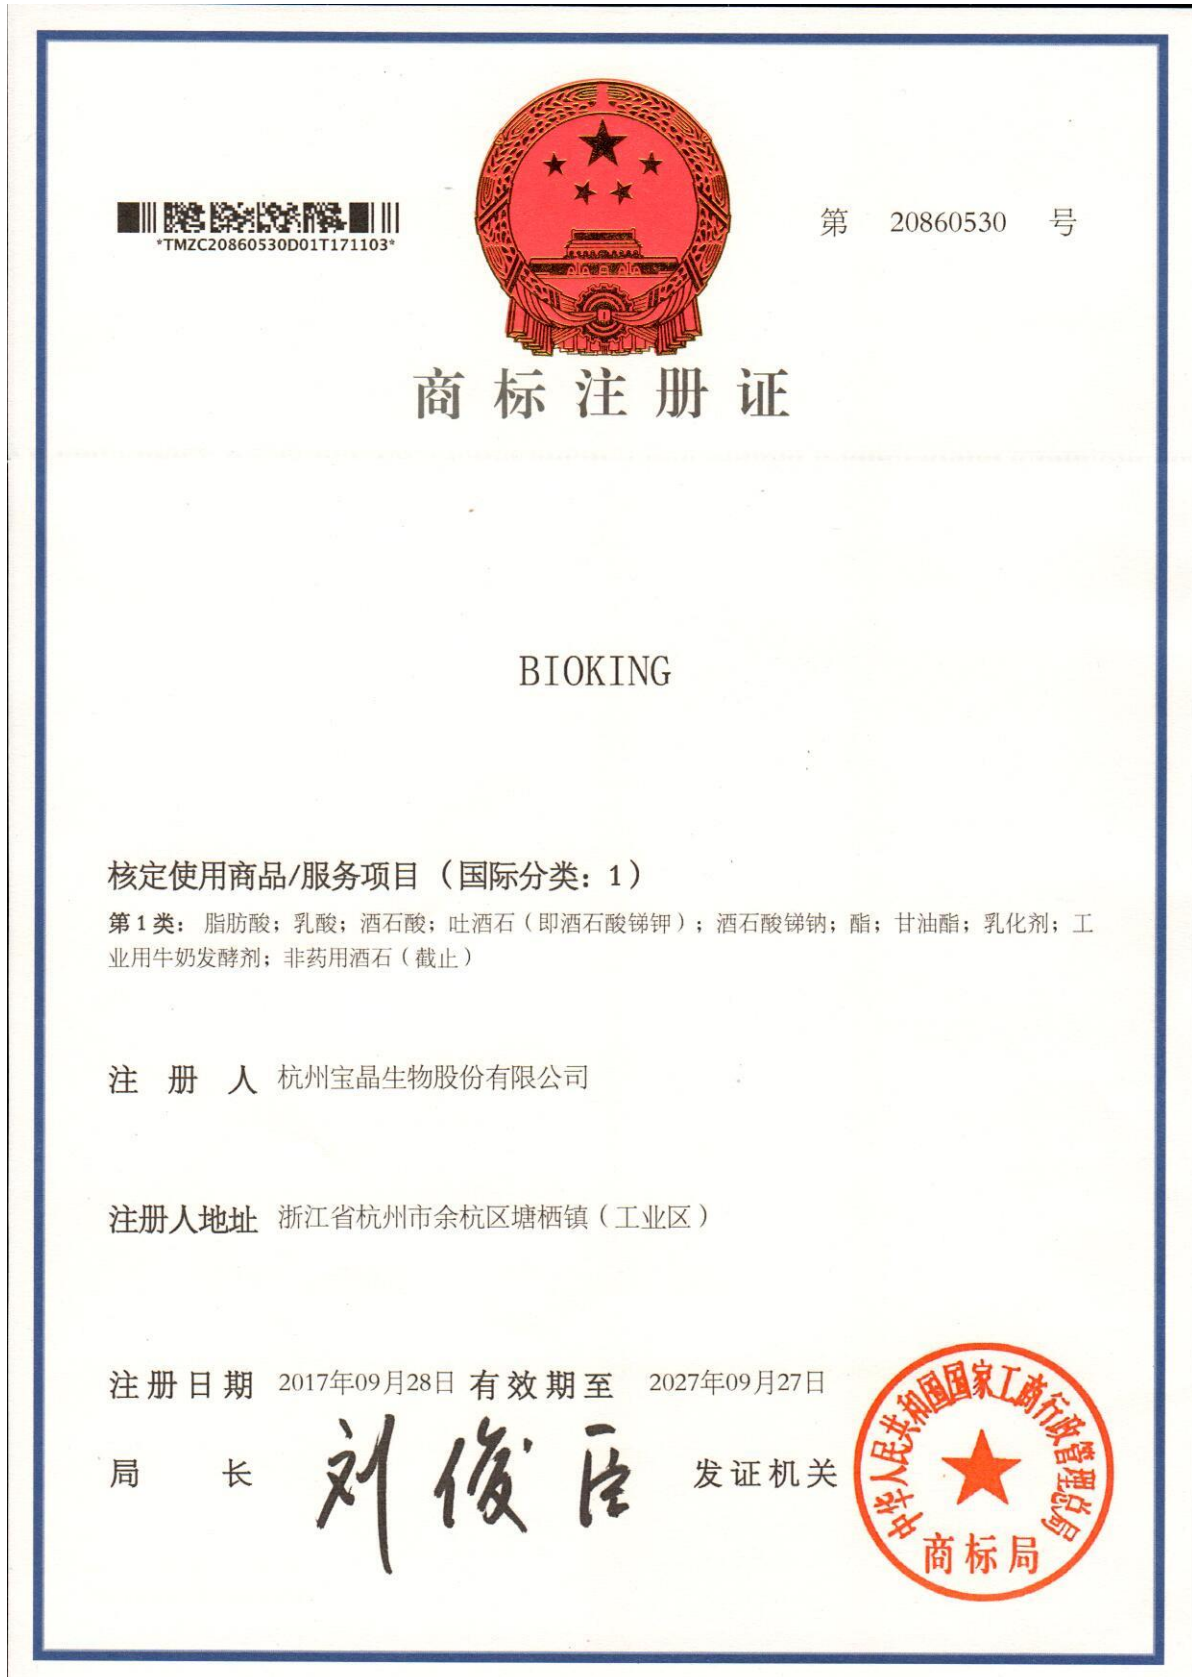 *TMZC20860530D01T171103*
第 20860530 号
商标注册证
BIOKING
核定使用商品/服务项目（国际分类：1）
第1类：脂肪酸；乳酸；酒石酸；吐酒石（即酒石酸锑钾）；酒石酸锑钠；酯；甘油酯；乳化剂；工
业用牛奶发酵剂；非药用酒石（截止）
注 册 人 杭州宝晶生物股份有限公司
注册人地址 浙江省杭州市余杭区塘栖镇（工业区）
注册日期 2017年09月28日 有效期至 2027年09月27日
局 长 刘俊臣 发证机关
中华人民共和国国家工商行政管理总局
商标局